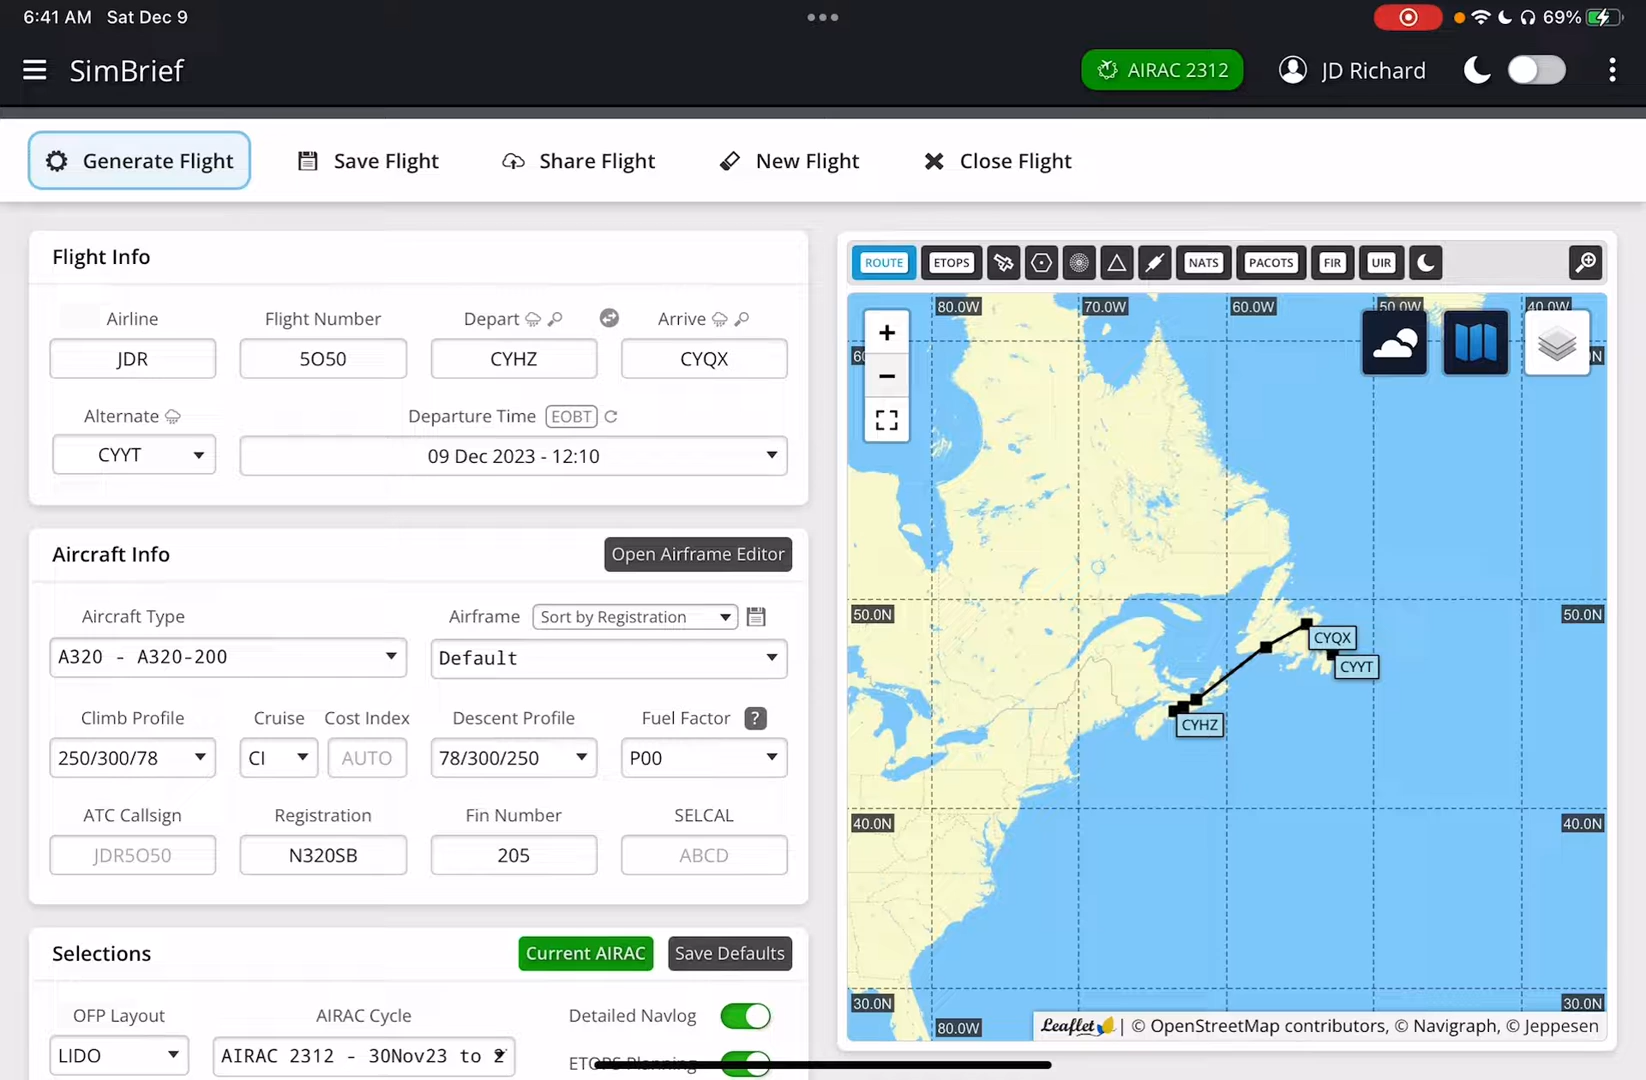 6:41 AM Sat Dec 9
69%
SimBrief
AIRAC 2312
JD Richard
Generate Flight
Save Flight
Share Flight
New Flight
Close Flight
Flight Info
Airline
Flight Number
Depart
Arrive
JDR
5O50
CYHZ
CYQX
Alternate
Departure Time EOBT
CYYT
09 Dec 2023 - 12:10
Aircraft Info
Open Airframe Editor
Aircraft Type
Airframe
Sort by Registration
A320 - A320-200
Default
Climb Profile
Cruise
Cost Index
Descent Profile
Fuel Factor ?
250/300/78
CI
AUTO
78/300/250
P00
ATC Callsign
Registration
Fin Number
SELCAL
JDR5O50
N320SB
205
ABCD
Selections
Current AIRAC
Save Defaults
OFP Layout
AIRAC Cycle
Detailed Navlog
LIDO
AIRAC 2312 - 30Nov23 to 2
ETOPS Planning
ROUTE
ETOPS
NATS
PACOTS
FIR
UIR
80.0W
70.0W
60.0W
50.0W
40.0W
+
−
50.0N
50.0N
CYQX
CYYT
CYHZ
40.0N
40.0N
30.0N
30.0N
80.0W
Leaflet | © OpenStreetMap contributors, © Navigraph, © Jeppesen